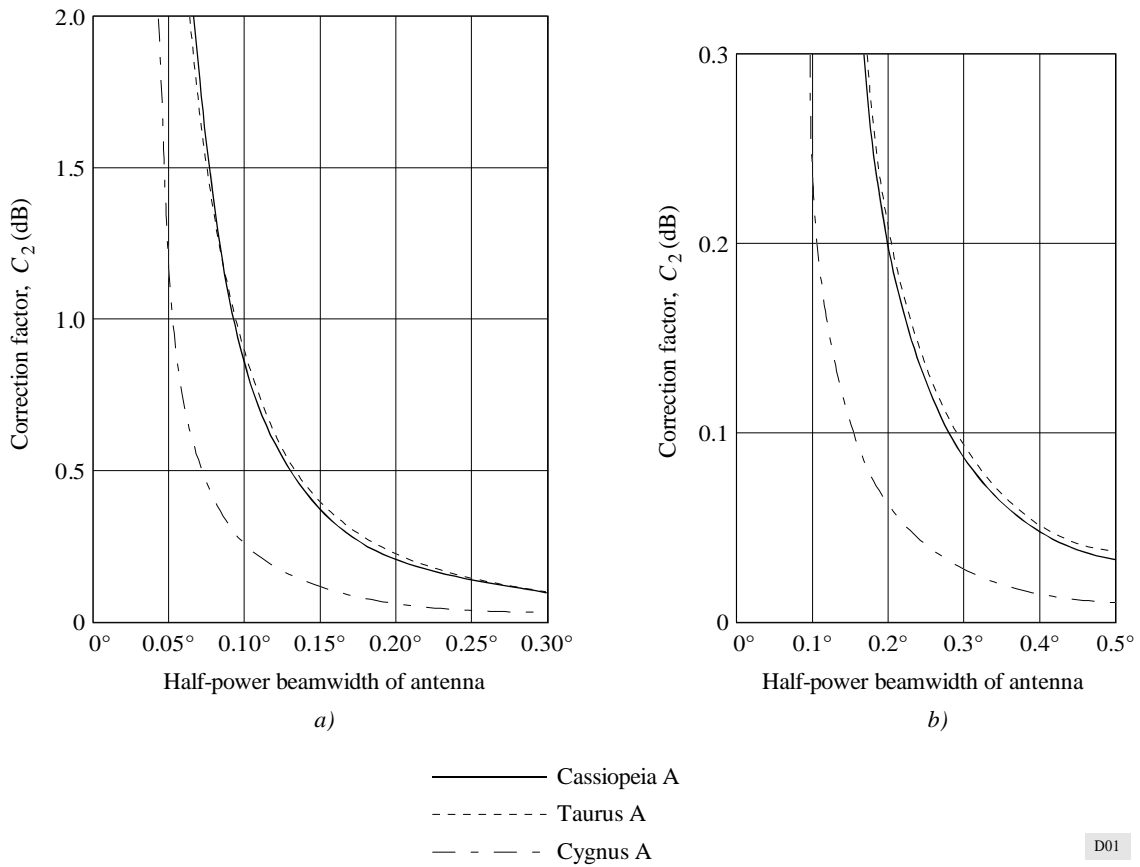 2.0
1.5
1.0
0.5
0
Correction factor, C2 (dB)
0° 0.05° 0.10° 0.15° 0.20° 0.25° 0.30°
Half-power beamwidth of antenna
a)
0.3
0.2
0.1
0
Correction factor, C2 (dB)
0° 0.1° 0.2° 0.3° 0.4° 0.5°
Half-power beamwidth of antenna
b)
Cassiopeia A
Taurus A
Cygnus A
D01